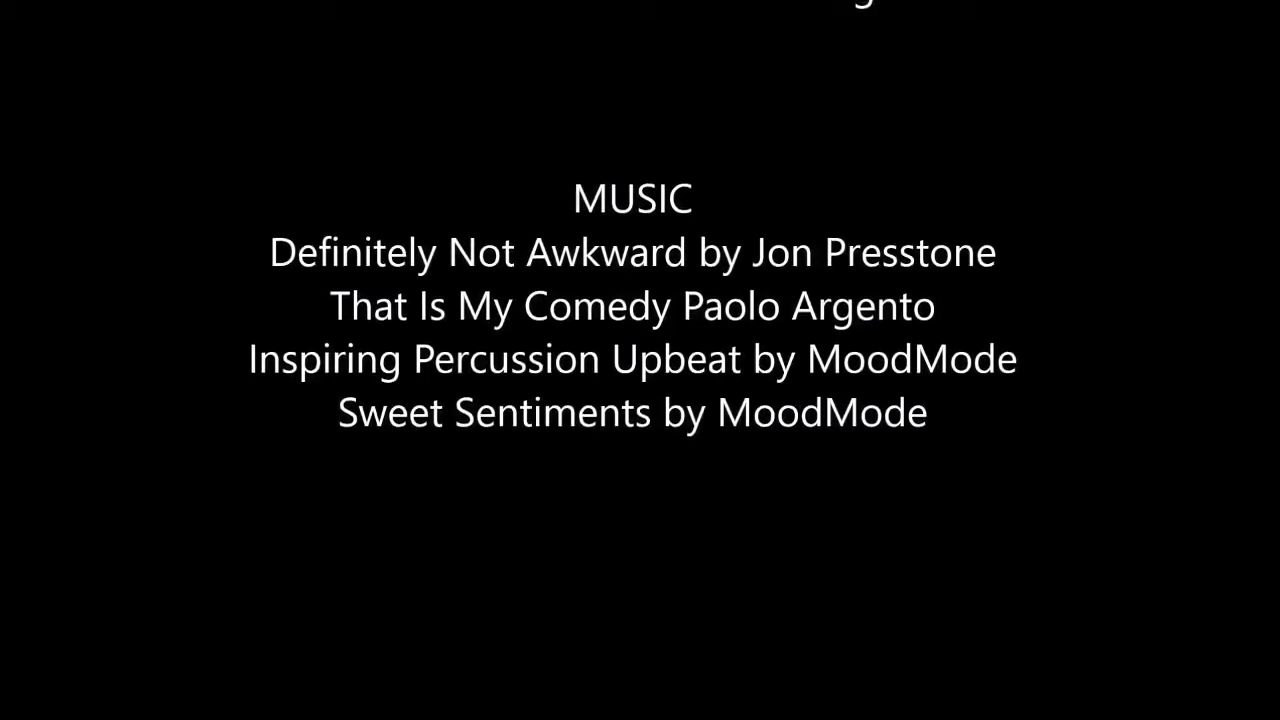 MUSIC
Definitely Not Awkward by Jon Presstone
That Is My Comedy Paolo Argento
Inspiring Percussion Upbeat by MoodMode
Sweet Sentiments by MoodMode